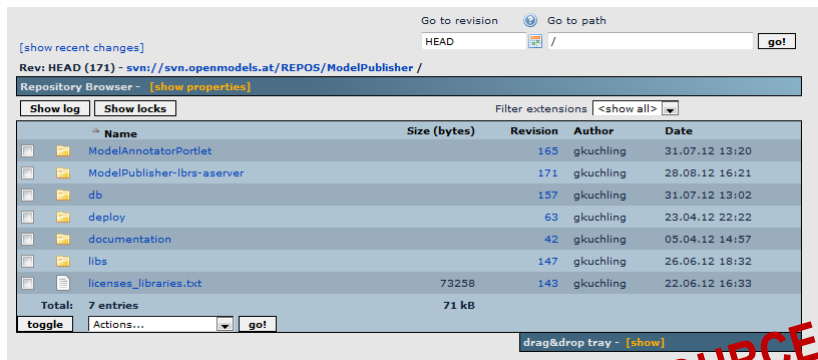 Go to revision Go to path
[show recent changes] HEAD / go!
Rev: HEAD (171) - svn://svn.openmodels.at/REPOS/ModelPublisher /
Repository Browser - [show properties]
Show log Show locks Filter extensions <show all>
Name Size (bytes) Revision Author Date
ModelAnnotatorPortlet 165 gkuchling 31.07.12 13:20
ModelPublisher-lbrs-aserver 171 gkuchling 28.08.12 16:21
db 157 gkuchling 31.07.12 13:02
deploy 63 gkuchling 23.04.12 22:22
documentation 42 gkuchling 05.04.12 14:57
libs 147 gkuchling 26.06.12 18:32
licenses_libraries.txt 73258 143 gkuchling 22.06.12 16:33
Total: 7 entries 71 kB
toggle Actions... go!
drag&drop tray - [show]